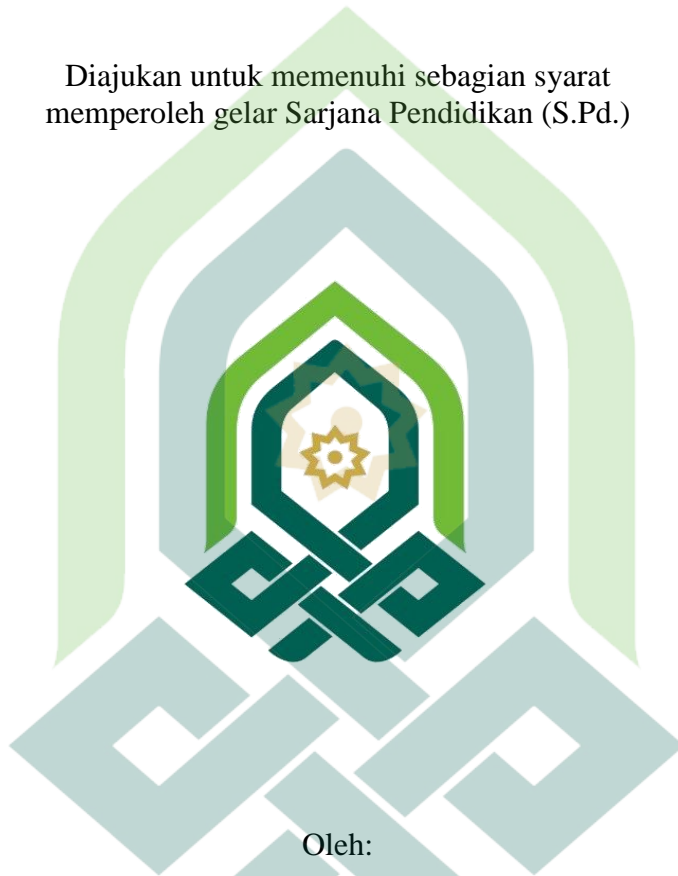 Diajukan untuk memenuhi sebagian syarat
memperoleh gelar Sarjana Pendidikan (S.Pd.)
Oleh: